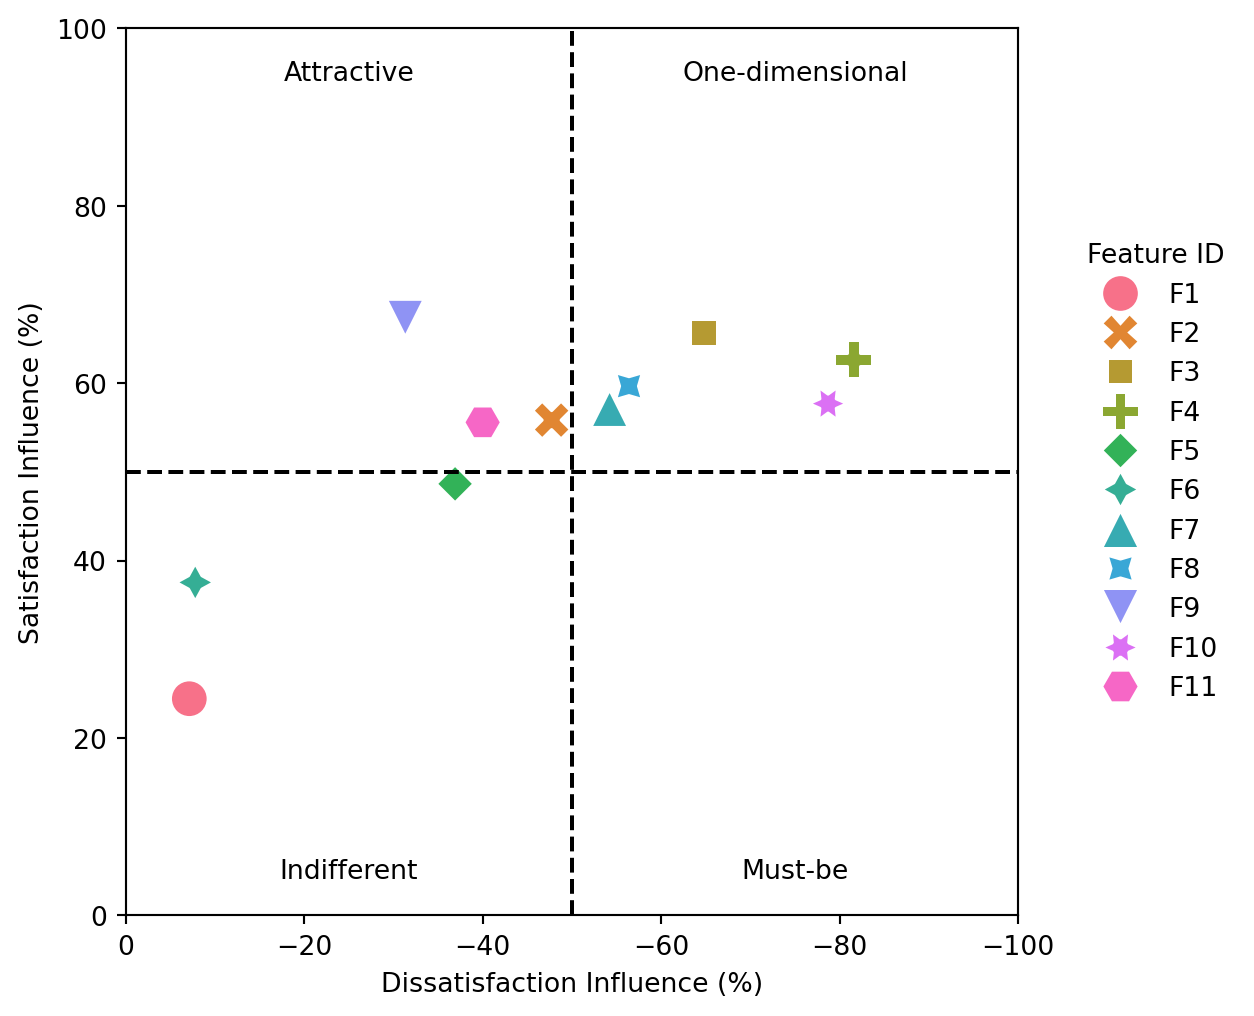 Attractive
One-dimensional
Indifferent
Must-be
100
80
60
40
20
0
Satisfaction Influence (%)
0
−20
−40
−60
−80
−100
Dissatisfaction Influence (%)
Feature ID
F1
F2
F3
F4
F5
F6
F7
F8
F9
F10
F11